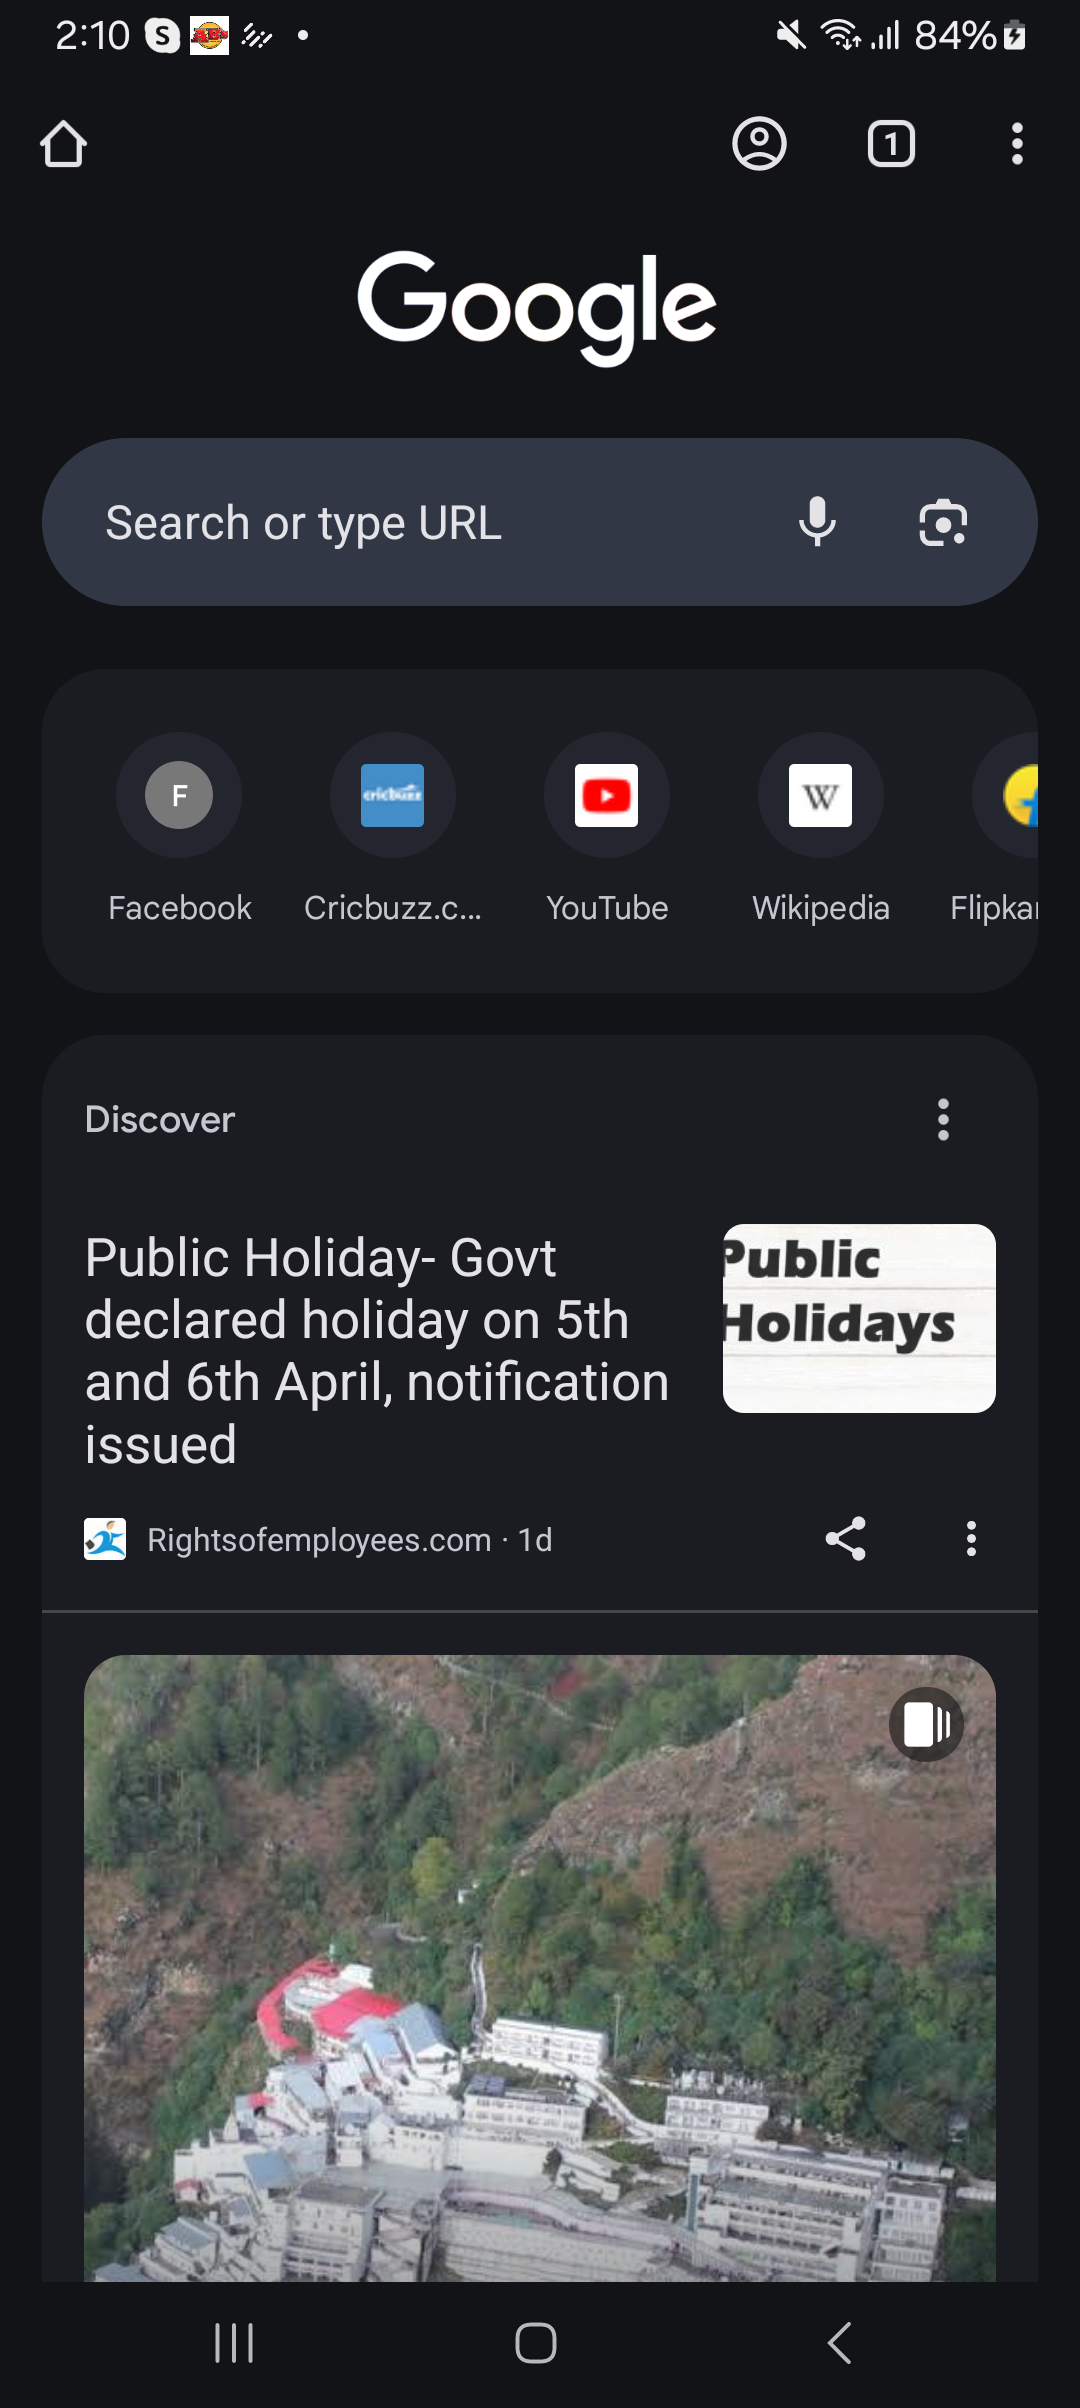 2:10 S
84%
1
Google
Search or type URL
F
cricbuzz
W
Facebook
Cricbuzz.c...
YouTube
Wikipedia
Flipkar
Discover
Public Holiday- Govt
declared holiday on 5th
and 6th April, notification
issued
Public
Holidays
Rightsofemployees.com · 1d